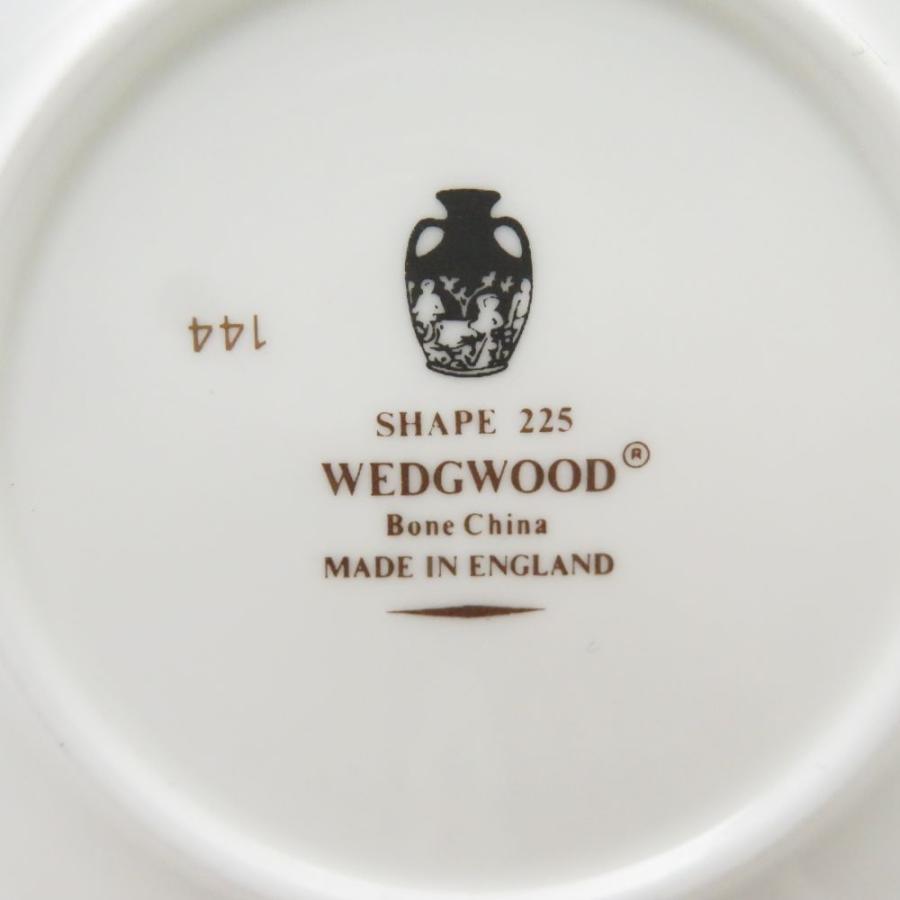 144
SHAPE 225
WEDGWOOD®
Bone China
MADE IN ENGLAND